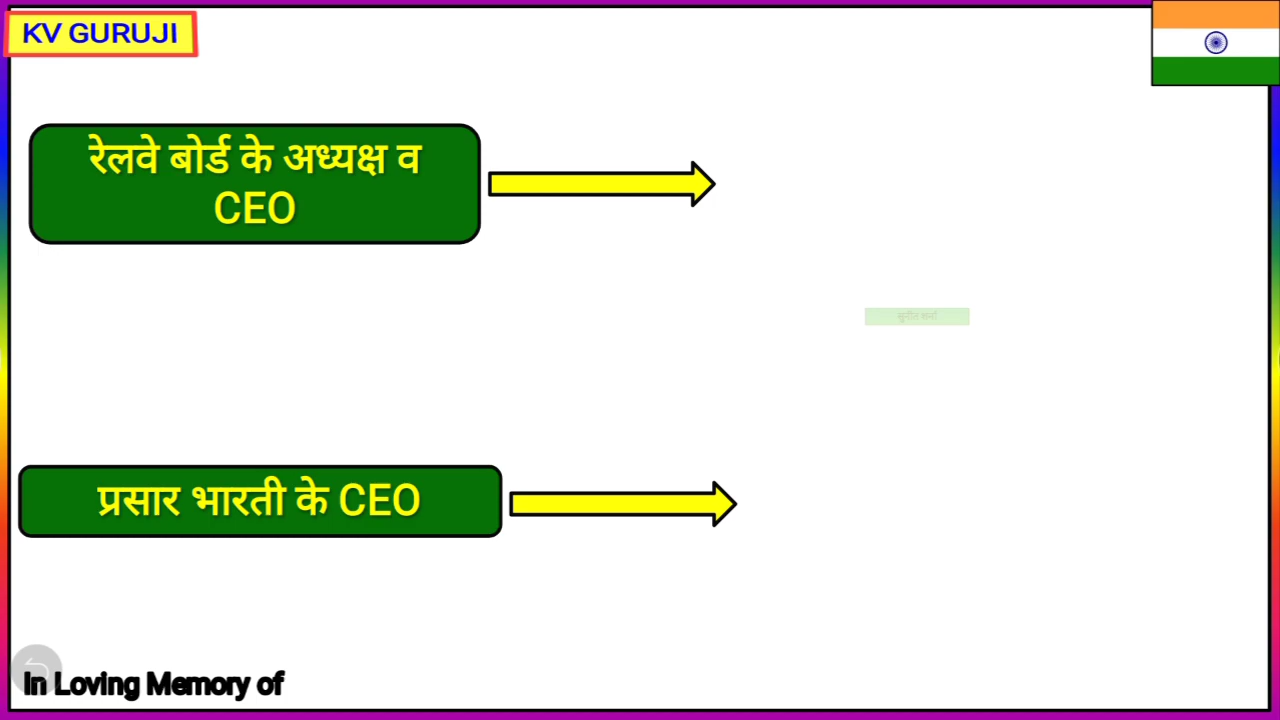 KV GURUJI
रेलवे बोर्ड के अध्यक्ष व
CEO
प्रसार भारती के CEO
In Loving Memory of